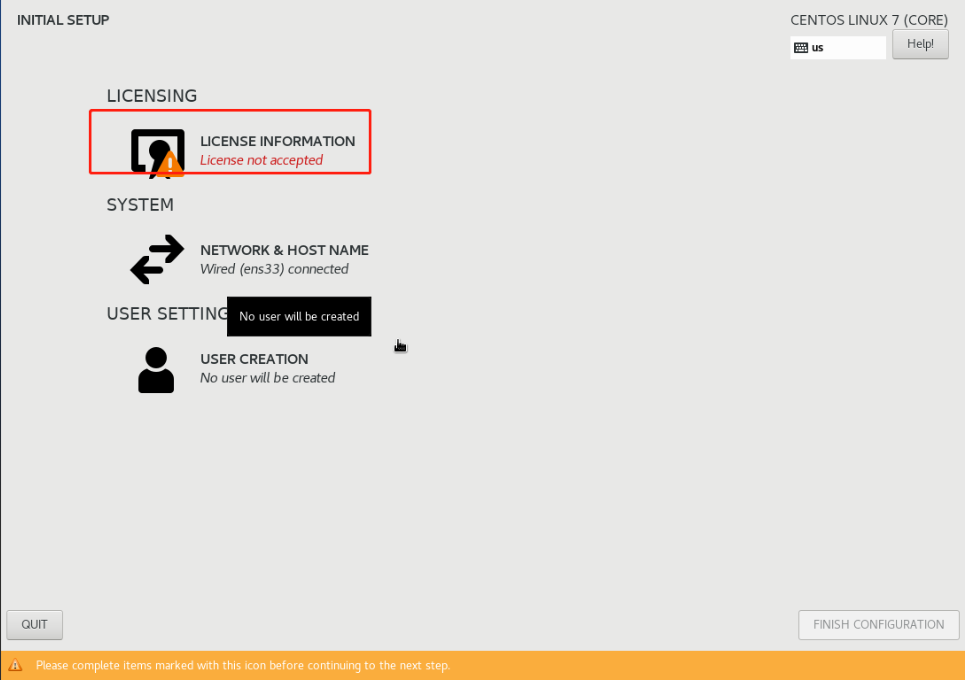 INITIAL SETUP
CENTOS LINUX 7 (CORE)
us
Help!
LICENSING
LICENSE INFORMATION
License not accepted
SYSTEM
NETWORK & HOST NAME
Wired (ens33) connected
USER SETTING
No user will be created
USER CREATION
No user will be created
QUIT
FINISH CONFIGURATION
Please complete items marked with this icon before continuing to the next step.